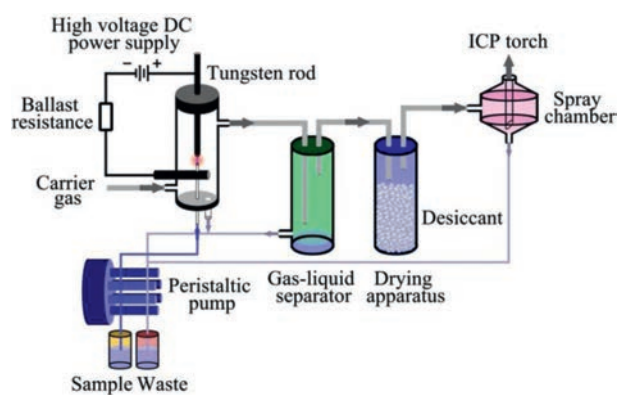 High voltage DC
power supply
− +
Tungsten rod
ICP torch
Ballast
resistance
Spray
chamber
Carrier
gas
Desiccant
Peristaltic
pump
Gas-liquid
separator
Drying
apparatus
Sample Waste